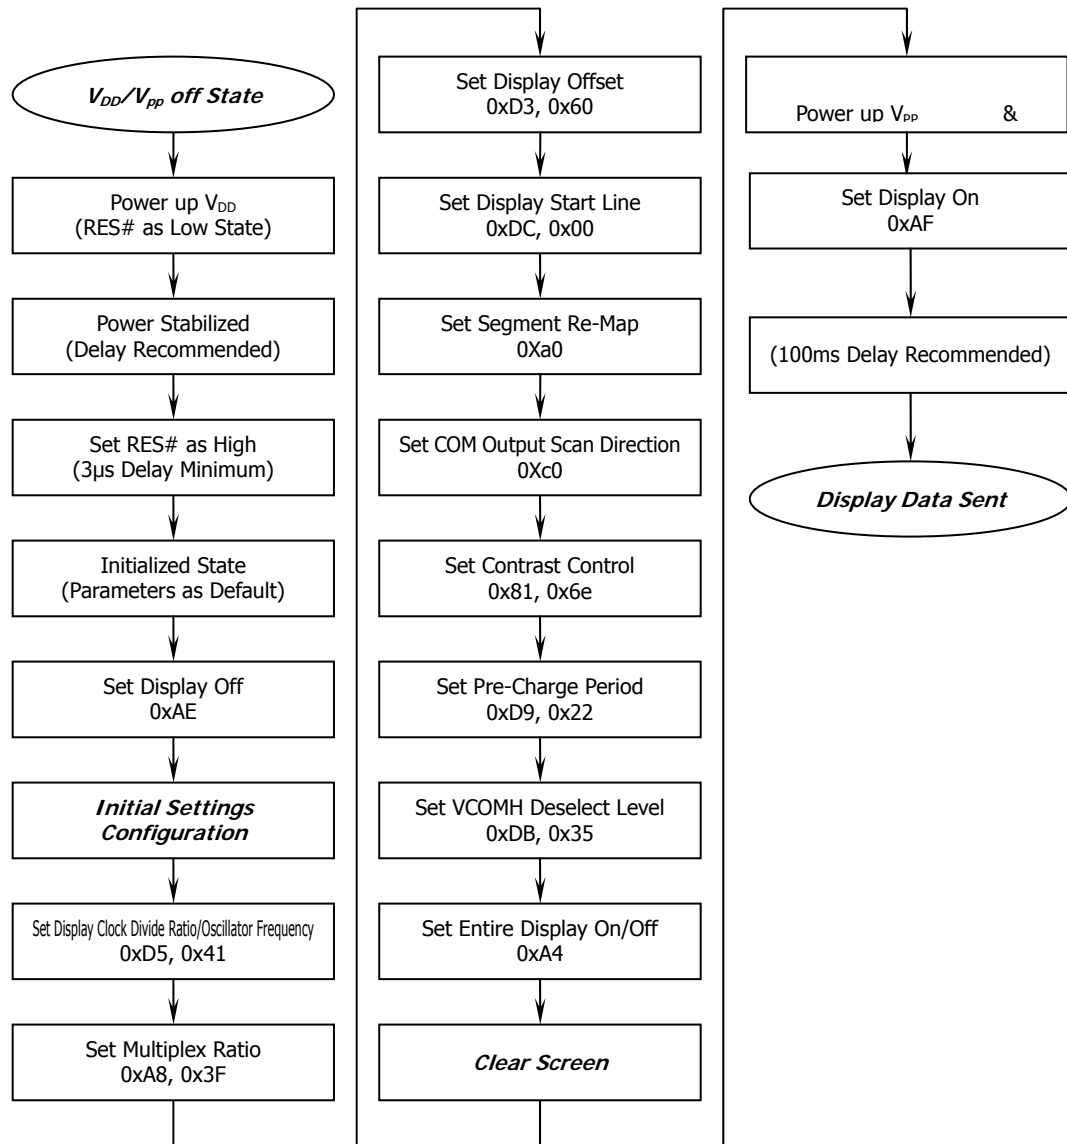 V_DD/V_pp off State
Power up V_DD
(RES# as Low State)
Power Stabilized
(Delay Recommended)
Set RES# as High
(3µs Delay Minimum)
Initialized State
(Parameters as Default)
Set Display Off
0xAE
Initial Settings
Configuration
Set Display Clock Divide Ratio/Oscillator Frequency
0xD5, 0x41
Set Multiplex Ratio
0xA8, 0x3F
Set Display Offset
0xD3, 0x60
Set Display Start Line
0xDC, 0x00
Set Segment Re-Map
0Xa0
Set COM Output Scan Direction
0Xc0
Set Contrast Control
0x81, 0x6e
Set Pre-Charge Period
0xD9, 0x22
Set VCOMH Deselect Level
0xDB, 0x35
Set Entire Display On/Off
0xA4
Clear Screen
Power up V_PP &
Set Display On
0xAF
(100ms Delay Recommended)
Display Data Sent